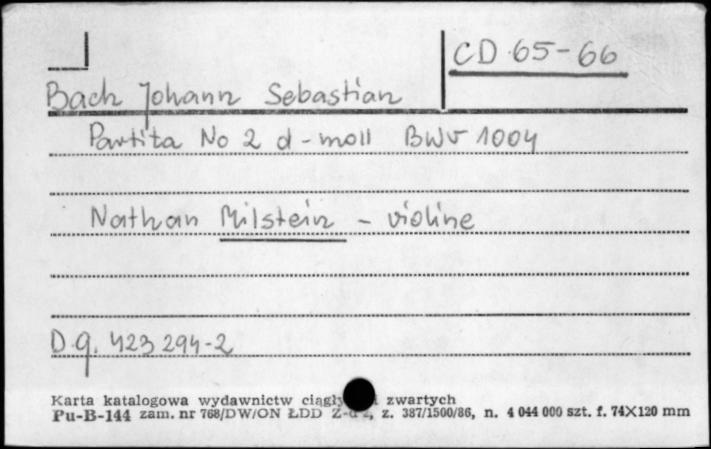 CD 65-66
Bach Johann Sebastian
Partita No 2 d-moll BWV 1004
Nathan Milstein - violine
D.g. 423 294-2
Karta katalogowa wydawnictw zwartych
Pu-B-144 zam. nr 768/DW/ON ŁDD z. 387/1500/86, n. 4 044 000 szt. f. 74X120 mm